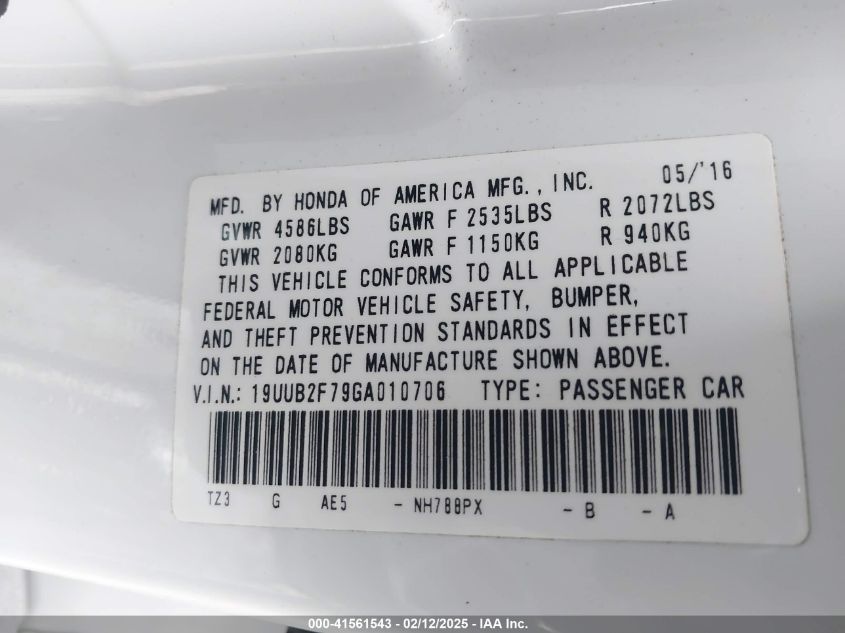 MFD. BY HONDA OF AMERICA MFG., INC. 05/'16
GVWR 4586LBS GAWR F 2535LBS R 2072LBS
GVWR 2080KG GAWR F 1150KG R 940KG
THIS VEHICLE CONFORMS TO ALL APPLICABLE
FEDERAL MOTOR VEHICLE SAFETY, BUMPER,
AND THEFT PREVENTION STANDARDS IN EFFECT
ON THE DATE OF MANUFACTURE SHOWN ABOVE.
V.I.N.: 19UUB2F79GA010706 TYPE: PASSENGER CAR
TZ3 G AE5 - NH788PX - B - A
000-41561543 - 02/12/2025 - IAA Inc.